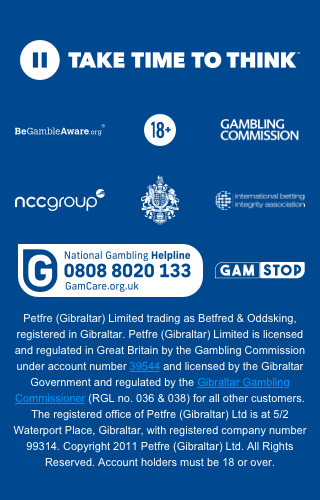 TAKE TIME TO THINK
BeGambleAware.org®
18+
GAMBLING
COMMISSION
nccgroup
international betting
integrity association
National Gambling Helpline
0808 8020 133
GamCare.org.uk
GAMSTOP
Petfre (Gibraltar) Limited trading as Betfred & Oddsking,
registered in Gibraltar. Petfre (Gibraltar) Limited is licensed
and regulated in Great Britain by the Gambling Commission
under account number 39544 and licensed by the Gibraltar
Government and regulated by the Gibraltar Gambling
Commissioner (RGL no. 036 & 038) for all other customers.
The registered office of Petfre (Gibraltar) Ltd is at 5/2
Waterport Place, Gibraltar, with registered company number
99314. Copyright 2011 Petfre (Gibraltar) Ltd. All Rights
Reserved. Account holders must be 18 or over.